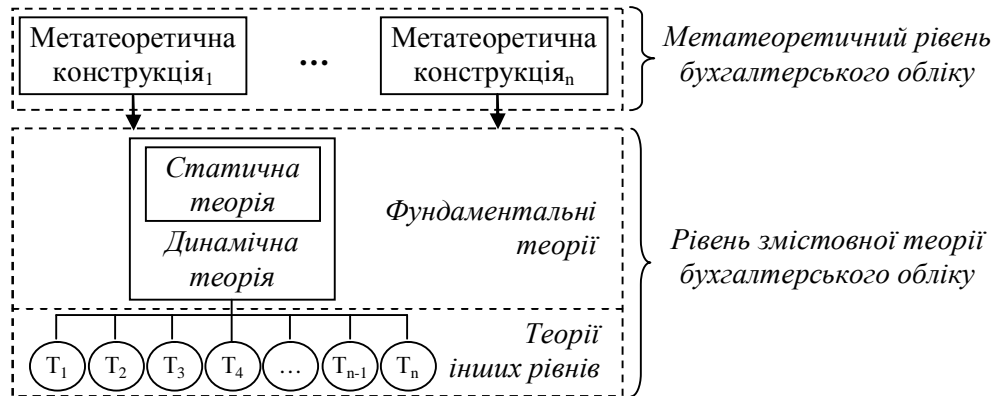 Метатеоретична
конструкція₁
...
Метатеоретична
конструкціяₙ
Метатеоретичний рівень
бухгалтерського обліку
Статична
теорія
Динамічна
теорія
Фундаментальні
теорії
Рівень змістовної теорії
бухгалтерського обліку
Теорії
інших рівнів
T₁ T₂ T₃ T₄ … Tₙ₋₁ Tₙ